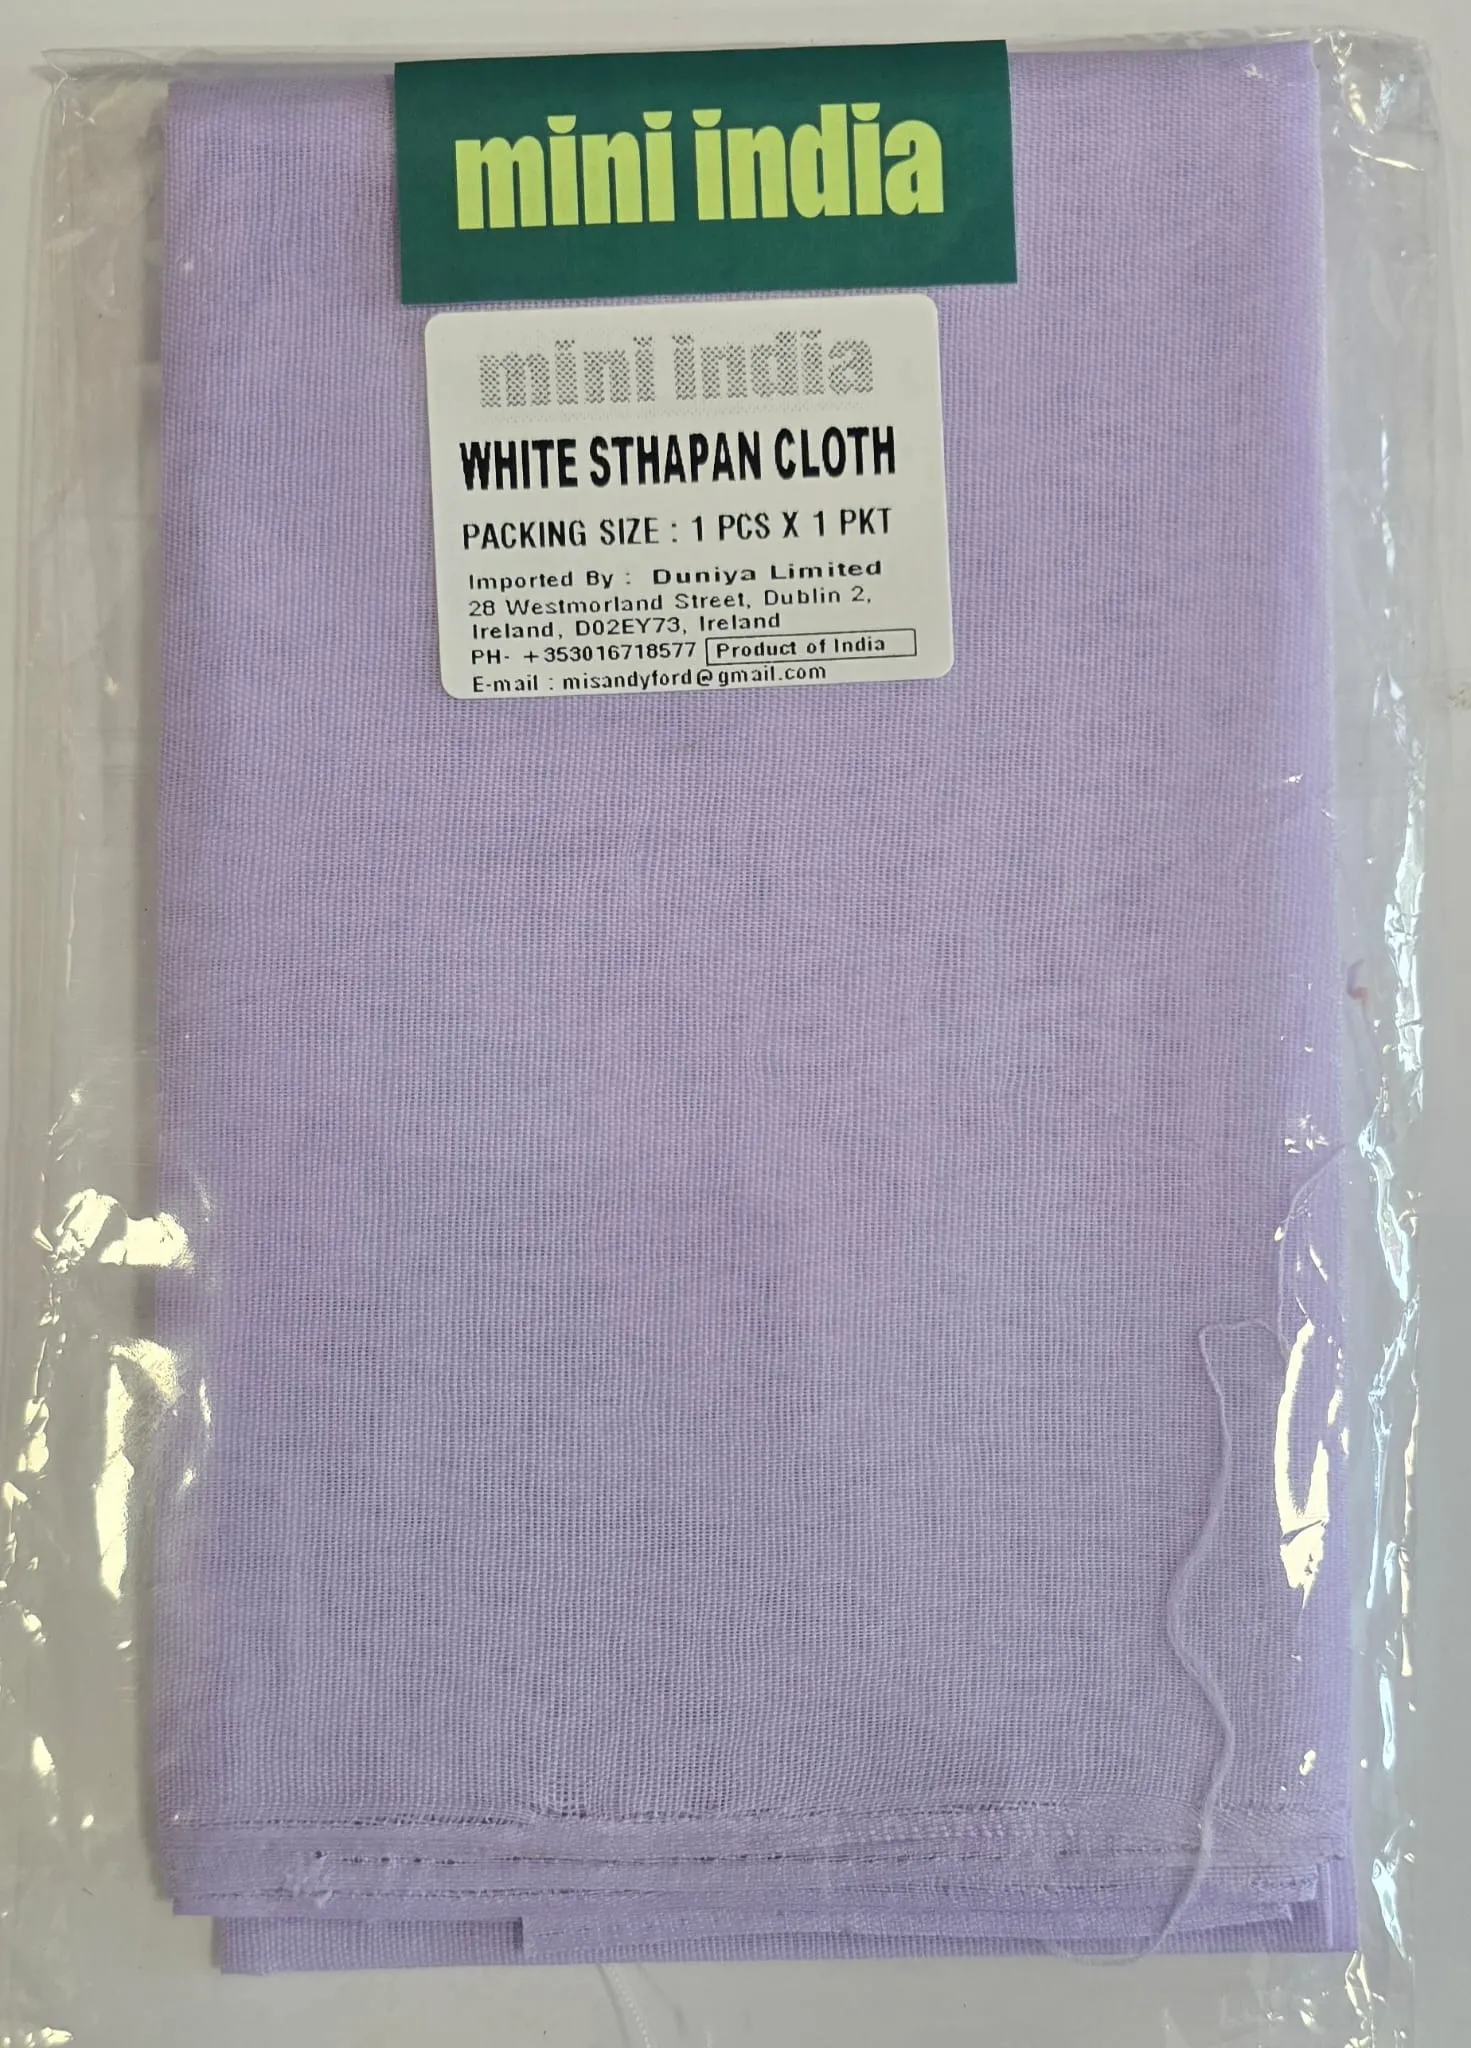 mini india
mini india
WHITE STHAPAN CLOTH
PACKING SIZE : 1 PCS X 1 PKT
Imported By : Duniya Limited
28 Westmorland Street, Dublin 2,
Ireland, D02EY73, Ireland
PH- +353016718577 Product of India
E-mail : misandyford@gmail.com